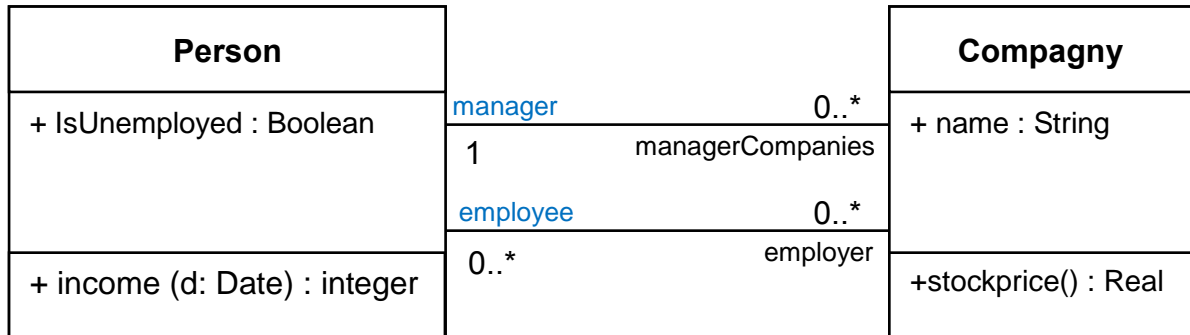 Person
+ IsUnemployed : Boolean
+ income (d: Date) : integer
manager
0..*
1
managerCompanies
employee
0..*
0..*
employer
Compagny
+ name : String
+stockprice() : Real